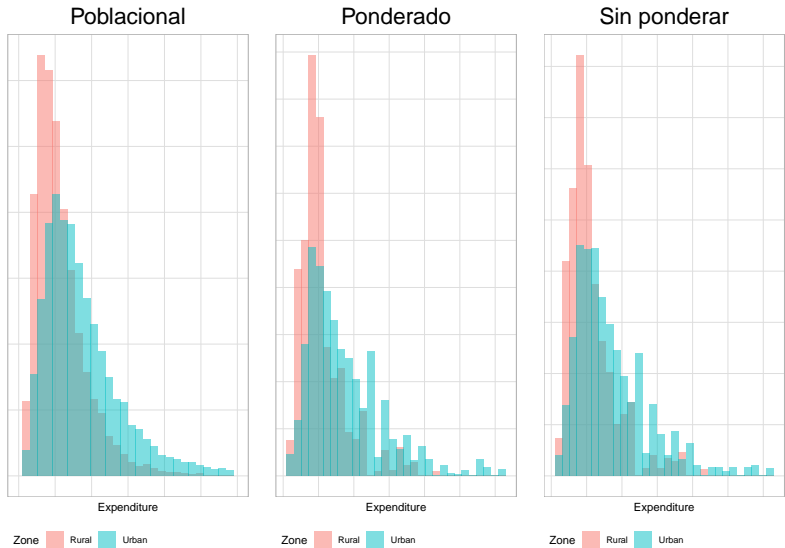 Poblacional
Ponderado
Sin ponderar
Expenditure
Expenditure
Expenditure
Zone Rural Urban
Zone Rural Urban
Zone Rural Urban